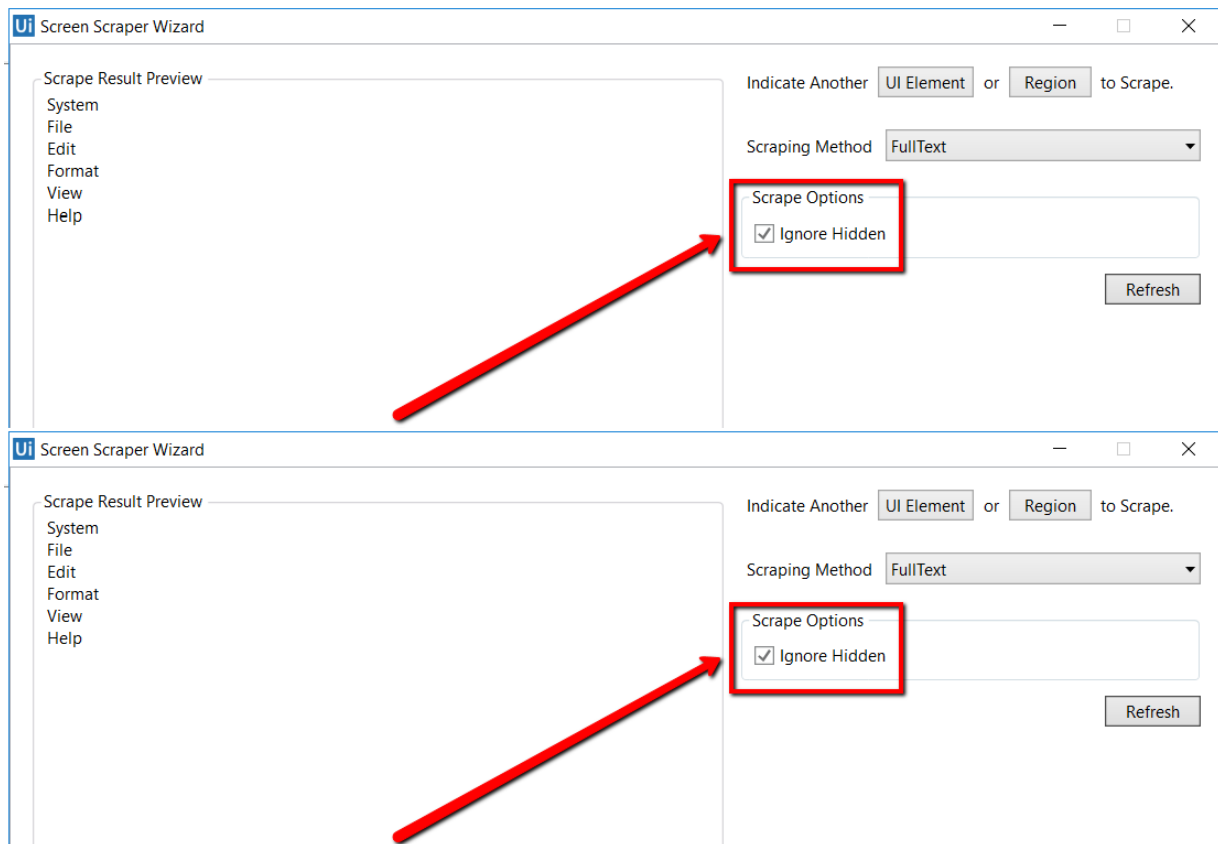 Ui Screen Scraper Wizard
Scrape Result Preview
System
File
Edit
Format
View
Help
Indicate Another UI Element or Region to Scrape.
Scraping Method FullText
Scrape Options
Ignore Hidden
Refresh
Ui Screen Scraper Wizard
Scrape Result Preview
System
File
Edit
Format
View
Help
Indicate Another UI Element or Region to Scrape.
Scraping Method FullText
Scrape Options
Ignore Hidden
Refresh